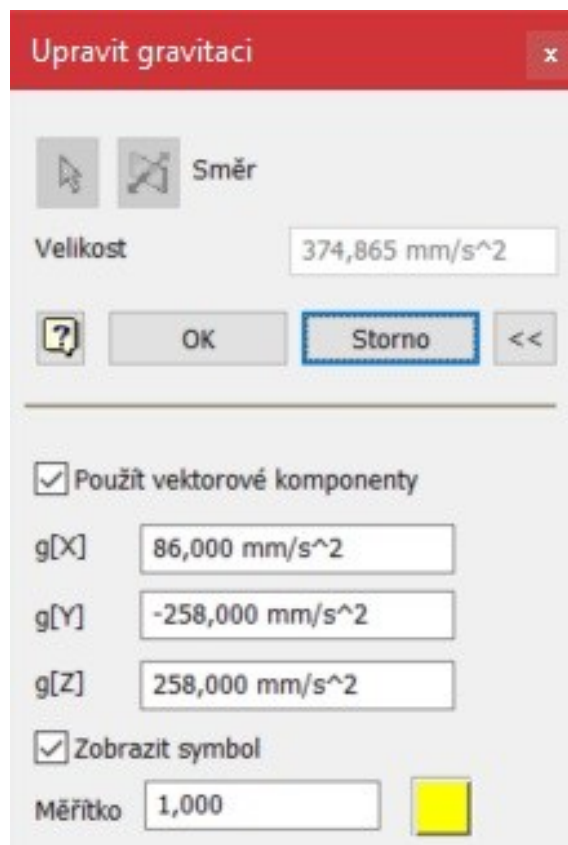 Upravit gravitaci x
Směr
Velikost 374,865 mm/s^2
? OK Storno <<
Použít vektorové komponenty
g[X] 86,000 mm/s^2
g[Y] -258,000 mm/s^2
g[Z] 258,000 mm/s^2
Zobrazit symbol
Měřítko 1,000